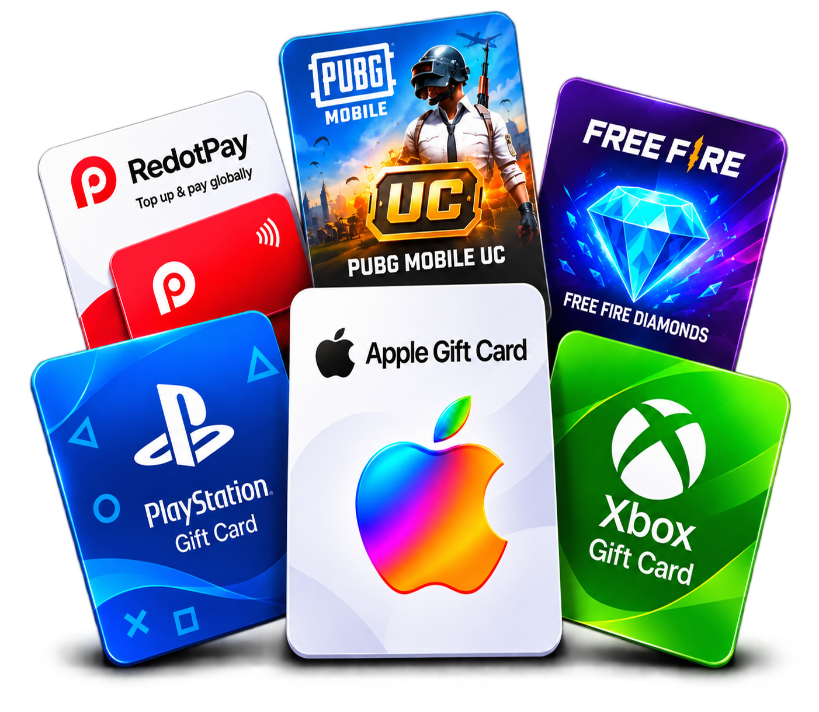 PUBG
MOBILE
UC
PUBG MOBILE UC
RedotPay
Top up & pay globally
FREE FIRE
FREE FIRE DIAMONDS
PlayStation
Gift Card
Apple Gift Card
Xbox
Gift Card